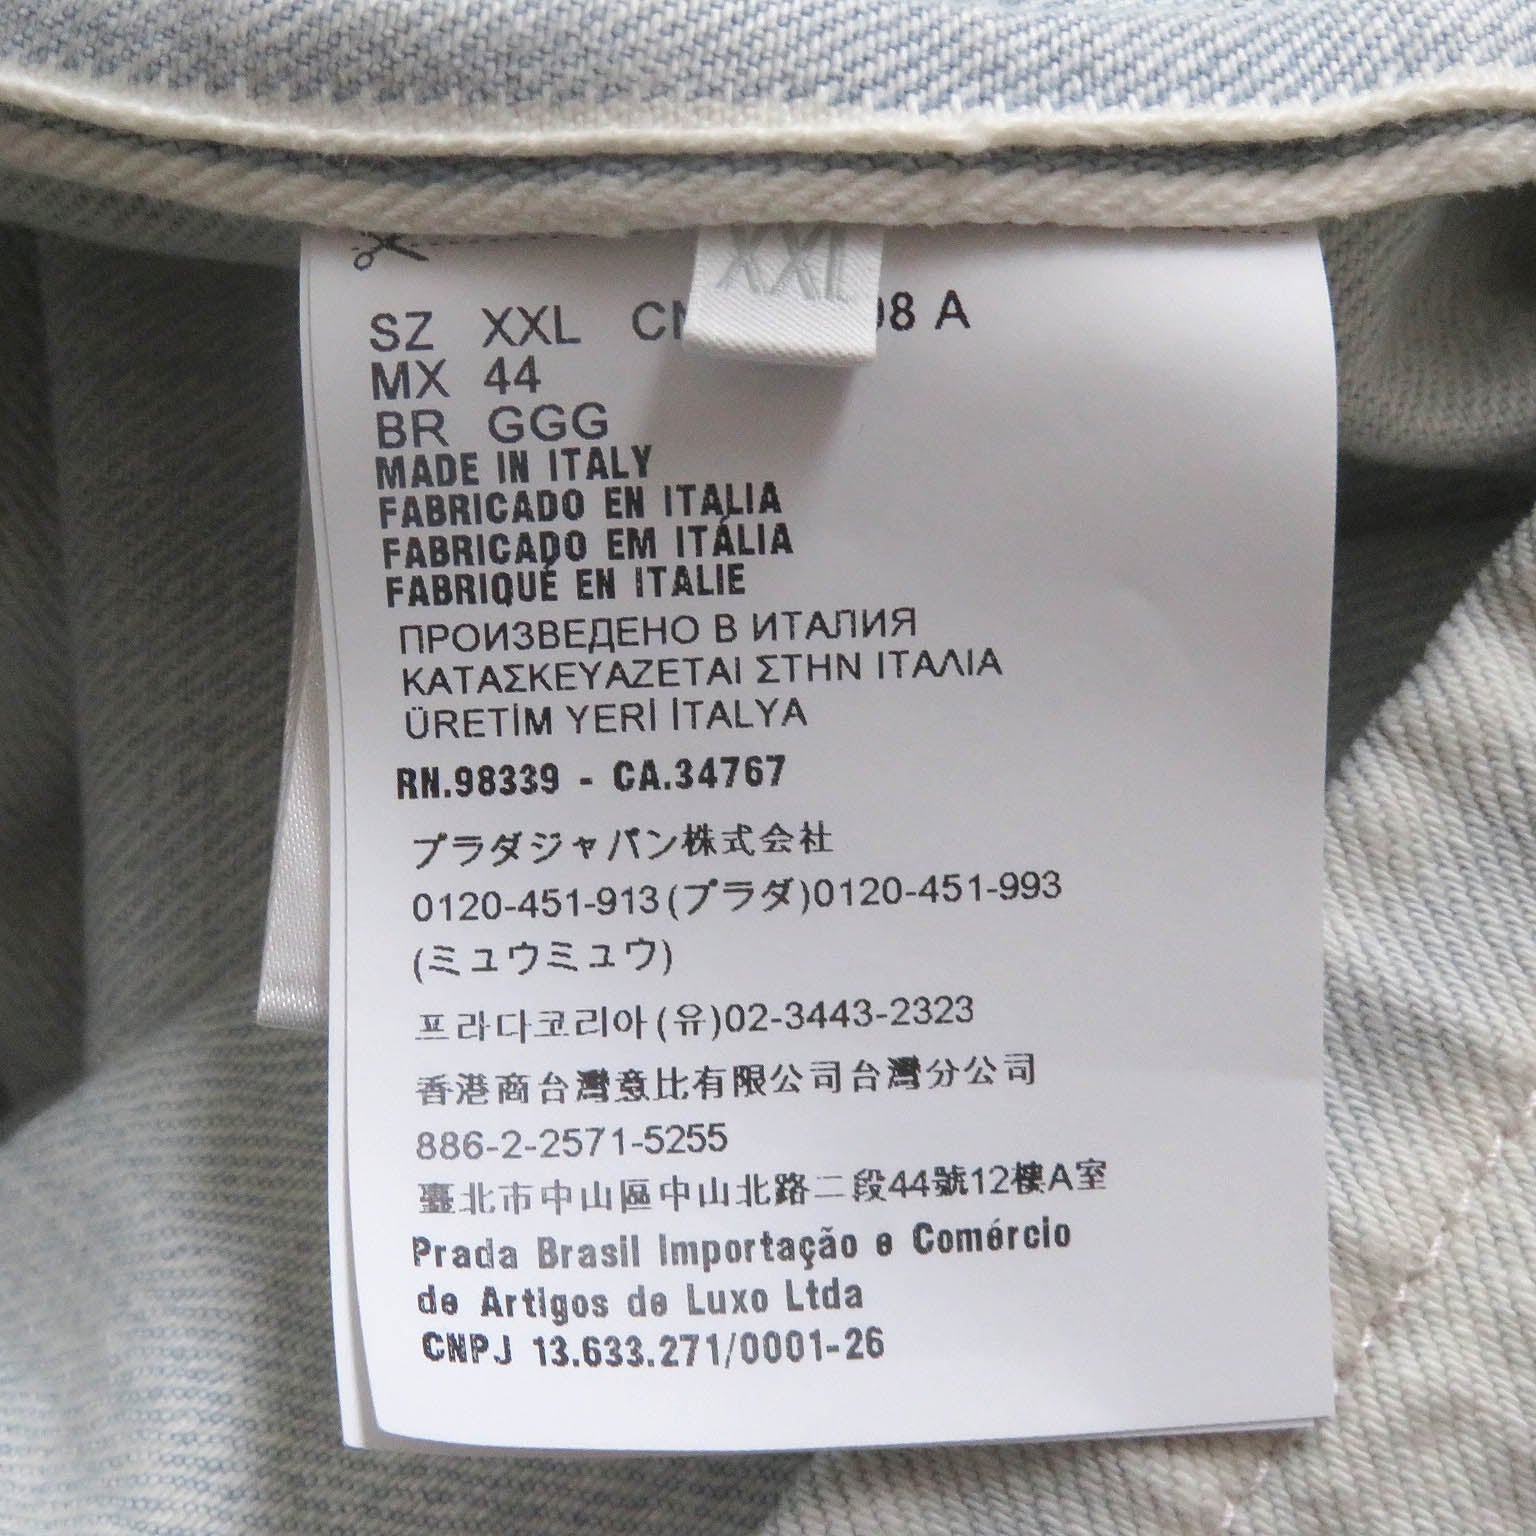 XXL
SZ XXL A
MX 44
BR GGG
MADE IN ITALY
FABRICADO EN ITALIA
FABRICADO EM ITÁLIA
FABRIQUÉ EN ITALIE
ПРОИЗВЕДЕНО В ИТАЛИЯ
ΚΑΤΑΣΚΕΥΑΖΕΤΑΙ ΣΤΗΝ ΙΤΑΛΙΑ
ÜRETİM YERİ İTALYA
RN.98339 - CA.34767
プラダジャパン株式会社
0120-451-913(プラダ)0120-451-993
(ミュウミュウ)
프라다코리아(유)02-3443-2323
香港商台灣意比有限公司台灣分公司
886-2-2571-5255
臺北市中山區中山北路二段44號12樓A室
Prada Brasil Importação e Comércio
de Artigos de Luxo Ltda
CNPJ 13.633.271/0001-26